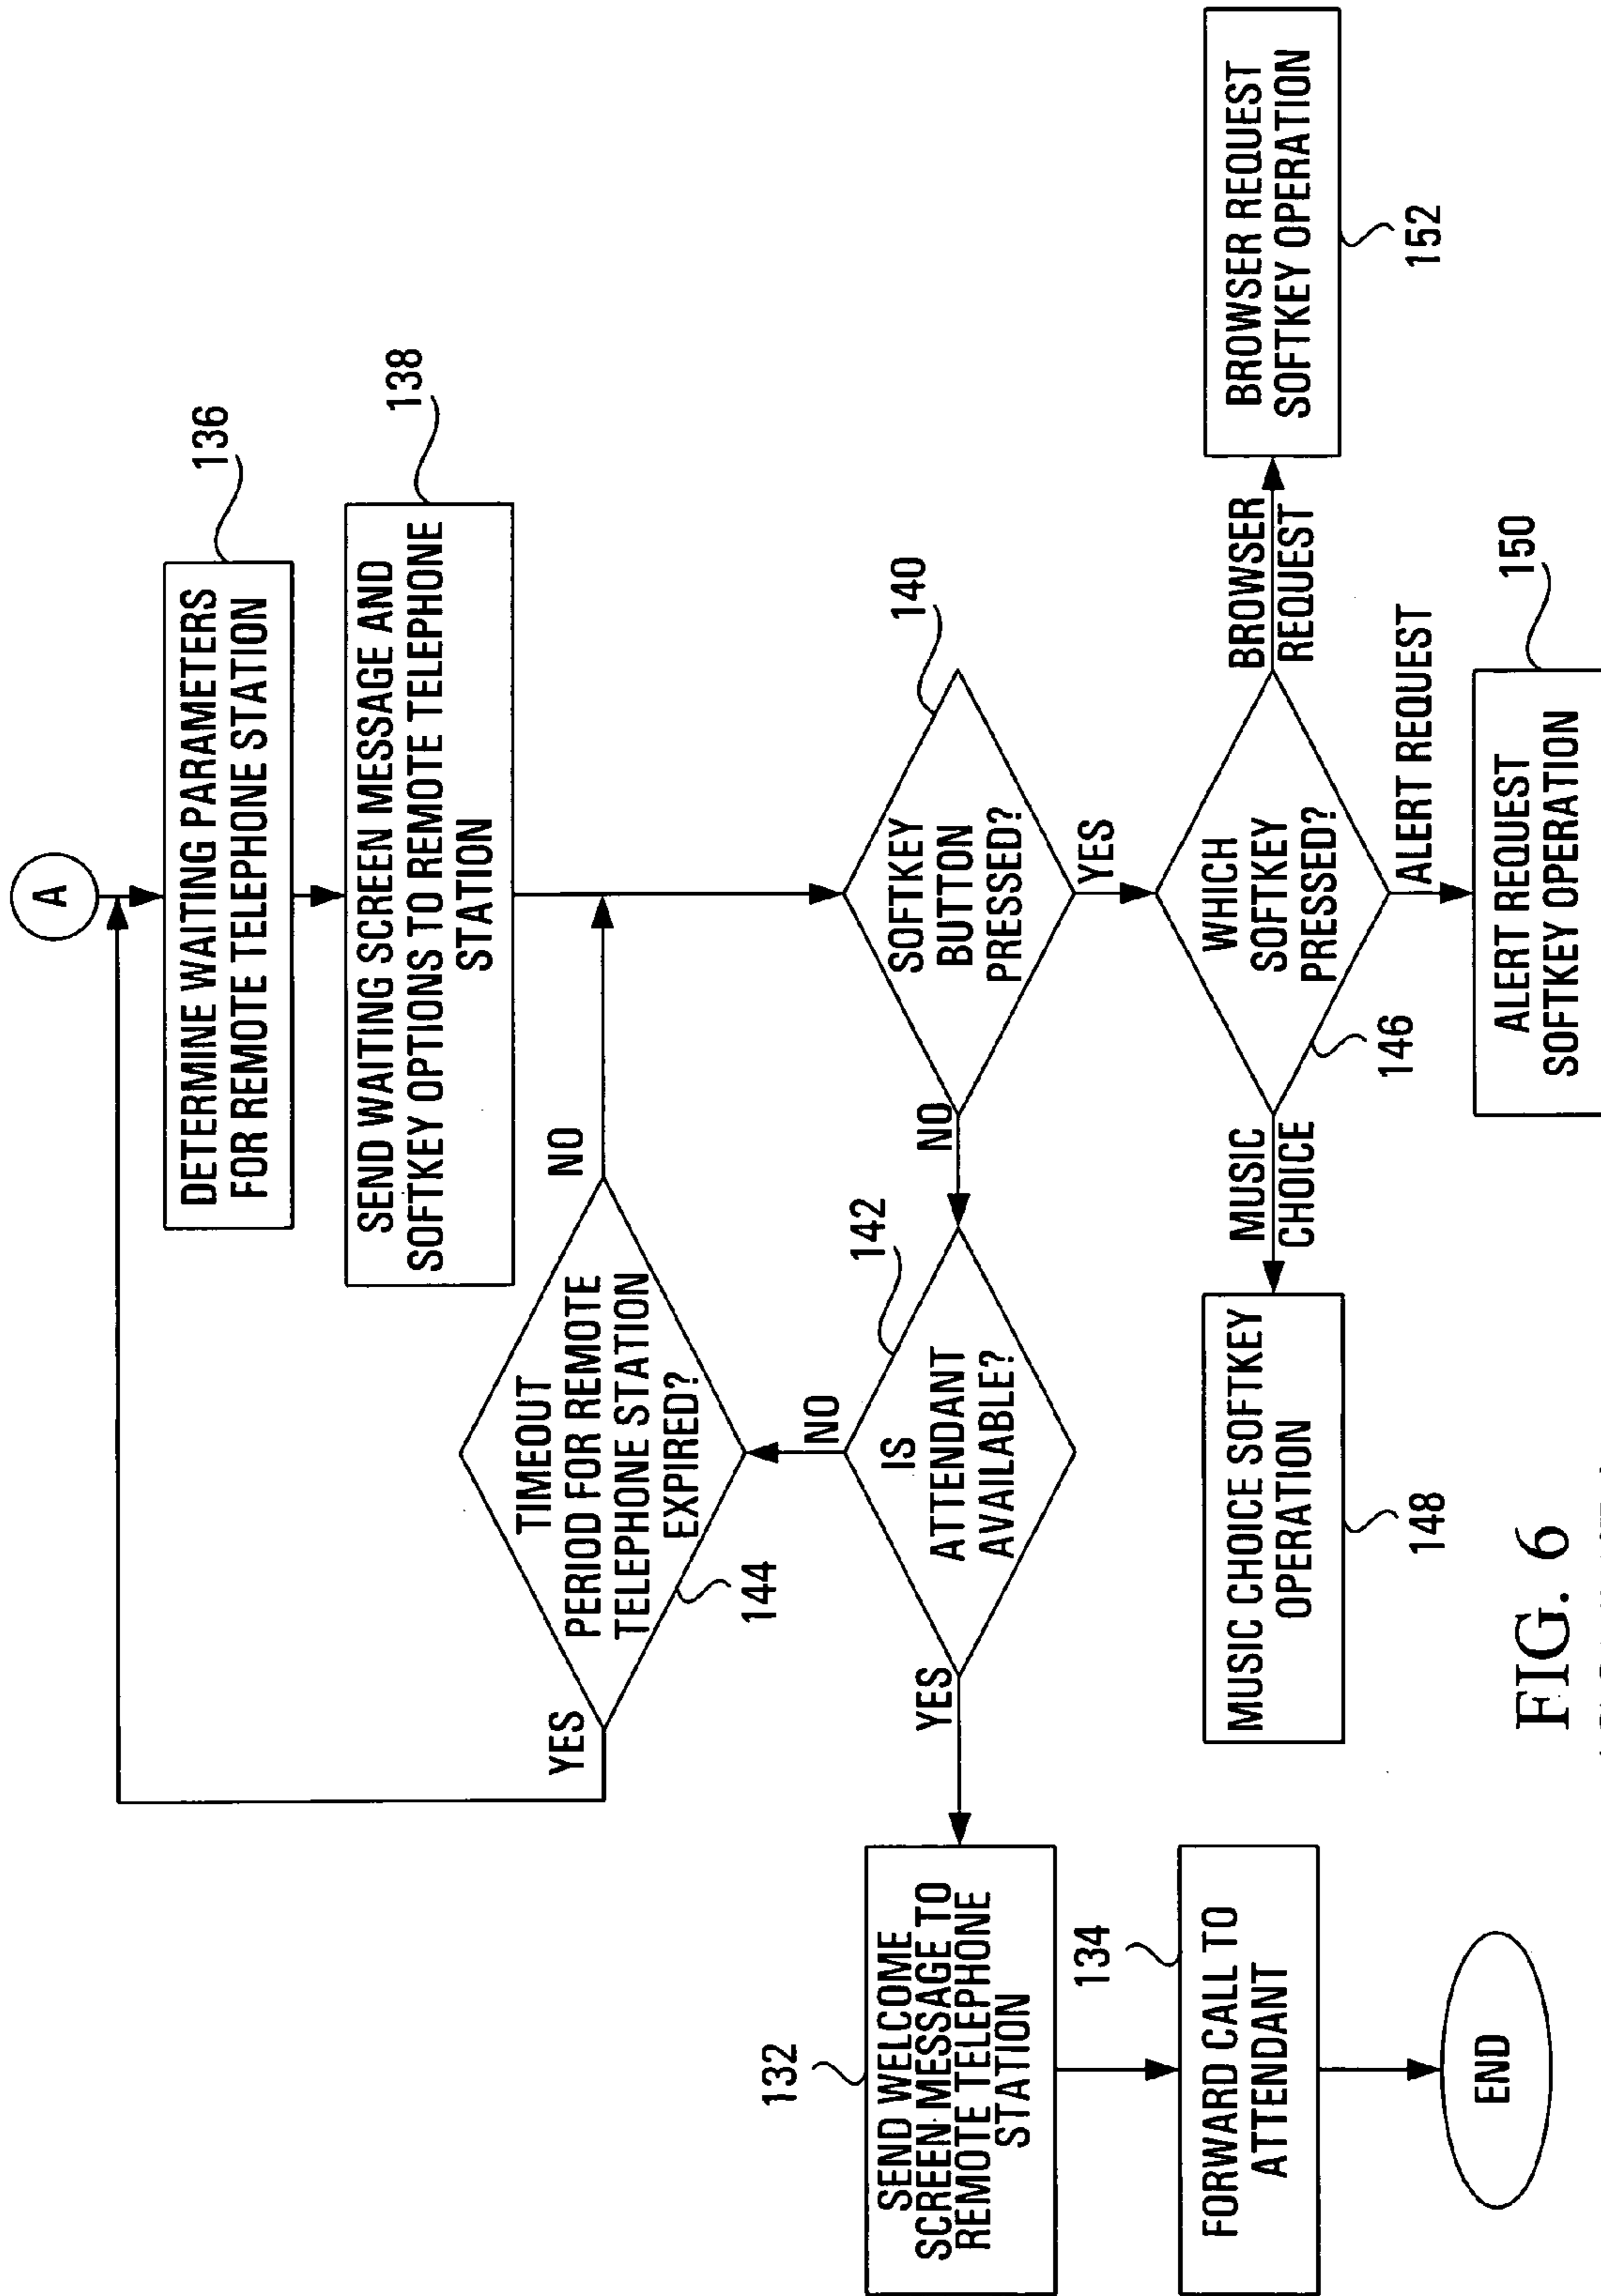 A
136
DETERMINE WAITING PARAMETERS
FOR REMOTE TELEPHONE STATION
138
SEND WAITING SCREEN MESSAGE AND
SOFTKEY OPTIONS TO REMOTE TELEPHONE
STATION
NO
YES
TIMEOUT
PERIOD FOR REMOTE
TELEPHONE STATION
EXPIRED?
144
140
SOFTKEY
BUTTON
PRESSED?
NO
YES
142
IS
ATTENDANT
AVAILABLE?
NO
YES
132
SEND WELCOME
SCREEN MESSAGE TO
REMOTE TELEPHONE
STATION
134
FORWARD CALL TO
ATTENDANT
END
WHICH
SOFTKEY
PRESSED?
146
MUSIC
CHOICE
MUSIC CHOICE SOFTKEY
OPERATION
148
BROWSER
REQUEST
BROWSER REQUEST
SOFTKEY OPERATION
152
ALERT REQUEST
150
ALERT REQUEST
SOFTKEY OPERATION
FIG. 6